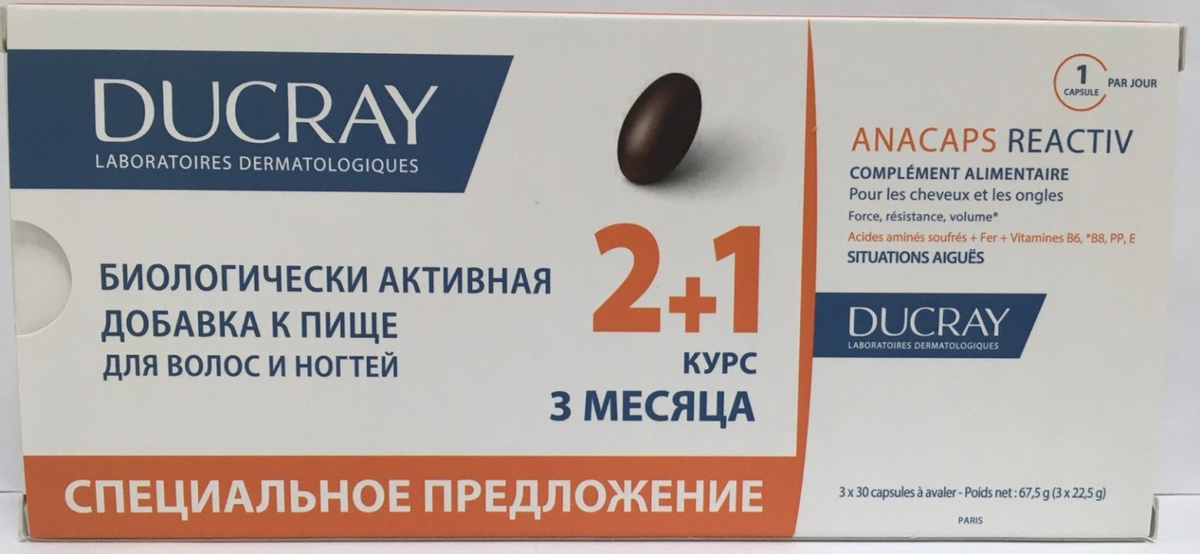 DUCRAY
LABORATOIRES DERMATOLOGIQUES
БИОЛОГИЧЕСКИ АКТИВНАЯ
ДОБАВКА К ПИЩЕ
ДЛЯ ВОЛОС И НОГТЕЙ
2+1
КУРС
3 МЕСЯЦА
СПЕЦИАЛЬНОЕ ПРЕДЛОЖЕНИЕ
1
CAPSULE
PAR JOUR
ANACAPS REACTIV
COMPLÉMENT ALIMENTAIRE
Pour les cheveux et les ongles
Force, résistance, volume*
Acides aminés soufrés + Fer + Vitamines B6, *B8, PP, E
SITUATIONS AIGUËS
DUCRAY
LABORATOIRES DERMATOLOGIQUES
3 x 30 capsules à avaler - Poids net : 67,5 g (3 x 22,5 g)
PARIS